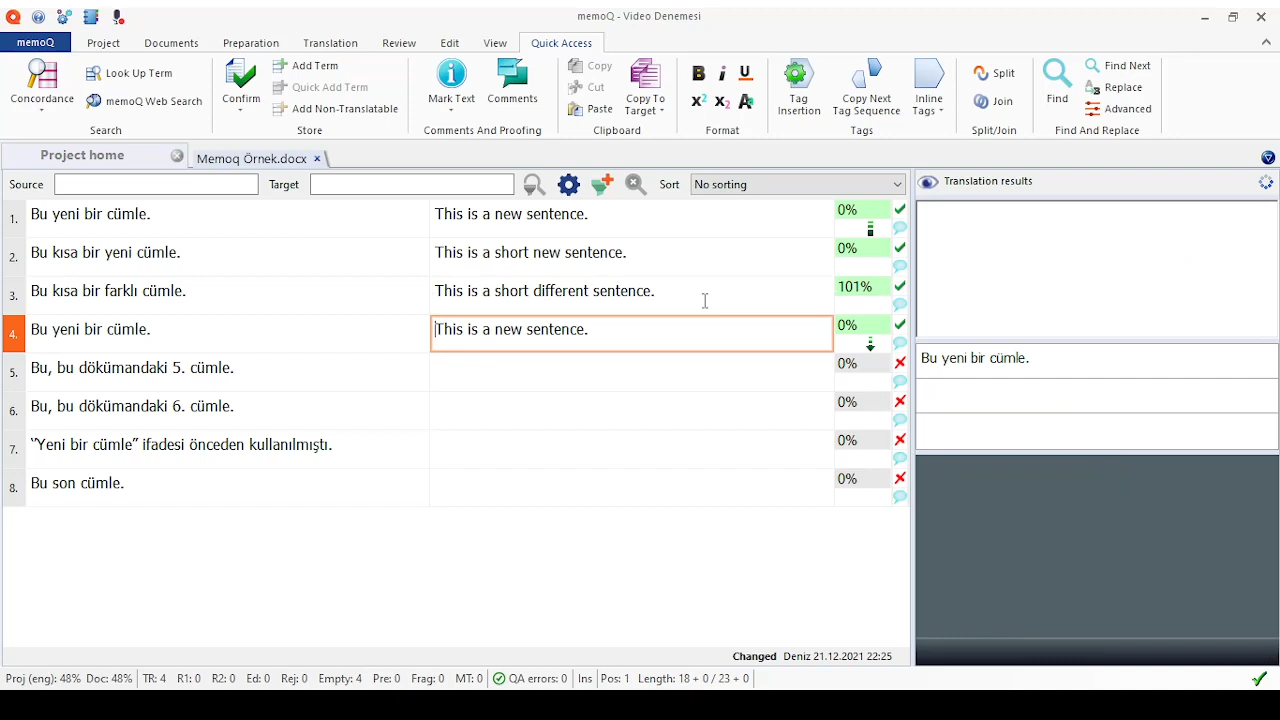 memoQ - Video Denemesi
memoQ Project Documents Preparation Translation Review Edit View Quick Access
Concordance
Look Up Term
memoQ Web Search
Search
Confirm
Add Term
Quick Add Term
Add Non-Translatable
Store
Mark Text
Comments
Comments And Proofing
Copy
Cut
Paste
Copy To
Target
Clipboard
B i U
x² x₂ A
Format
Tag
Insertion
Copy Next
Tag Sequence
Inline
Tags
Tags
Split
Join
Split/Join
Find
Find Next
Replace
Advanced
Find And Replace
Project home
Memoq Örnek.docx
Source Target Sort No sorting
Translation results
1. Bu yeni bir cümle. This is a new sentence. 0%
2. Bu kısa bir yeni cümle. This is a short new sentence. 0%
3. Bu kısa bir farklı cümle. This is a short different sentence. 101%
4. Bu yeni bir cümle. This is a new sentence. 0%
5. Bu, bu dökümandaki 5. cümle. 0%
6. Bu, bu dökümandaki 6. cümle. 0%
7. “Yeni bir cümle” ifadesi önceden kullanılmıştı. 0%
8. Bu son cümle. 0%
Bu yeni bir cümle.
Changed Deniz 21.12.2021 22:25
Proj (eng): 48% Doc: 48% TR: 4 R1: 0 R2: 0 Ed: 0 Rej: 0 Empty: 4 Pre: 0 Frag: 0 MT: 0 QA errors: 0 Ins Pos: 1 Length: 18 + 0 / 23 + 0